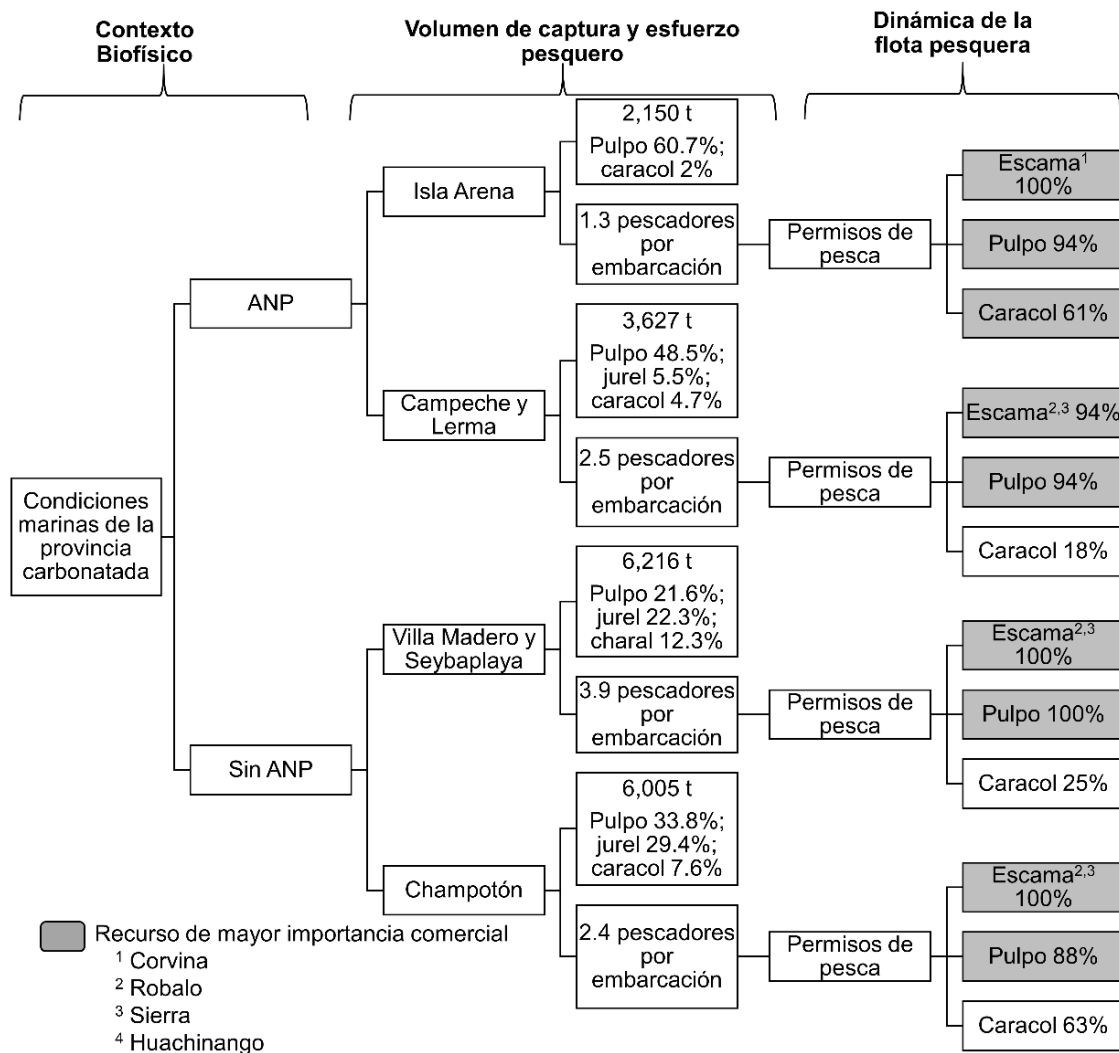 Contexto
Biofísico
Volumen de captura y esfuerzo
pesquero
Dinámica de la
flota pesquera
Condiciones
marinas de la
provincia
carbonatada
ANP
Isla Arena
2,150 t
Pulpo 60.7%;
caracol 2%
1.3 pescadores
por
embarcación
Permisos de
pesca
Escama¹
100%
Pulpo 94%
Caracol 61%
Campeche y
Lerma
3,627 t
Pulpo 48.5%;
jurel 5.5%;
caracol 4.7%
2.5 pescadores
por
embarcación
Permisos de
pesca
Escama²,³ 94%
Pulpo 94%
Caracol 18%
Sin ANP
Villa Madero y
Seybaplaya
6,216 t
Pulpo 21.6%;
jurel 22.3%;
charal 12.3%
3.9 pescadores
por
embarcación
Permisos de
pesca
Escama²,³
100%
Pulpo 100%
Caracol 25%
Champotón
6,005 t
Pulpo 33.8%;
jurel 29.4%;
caracol 7.6%
2.4 pescadores
por
embarcación
Permisos de
pesca
Escama²,³
100%
Pulpo 88%
Caracol 63%
Recurso de mayor importancia comercial
¹ Corvina
² Robalo
³ Sierra
⁴ Huachinango